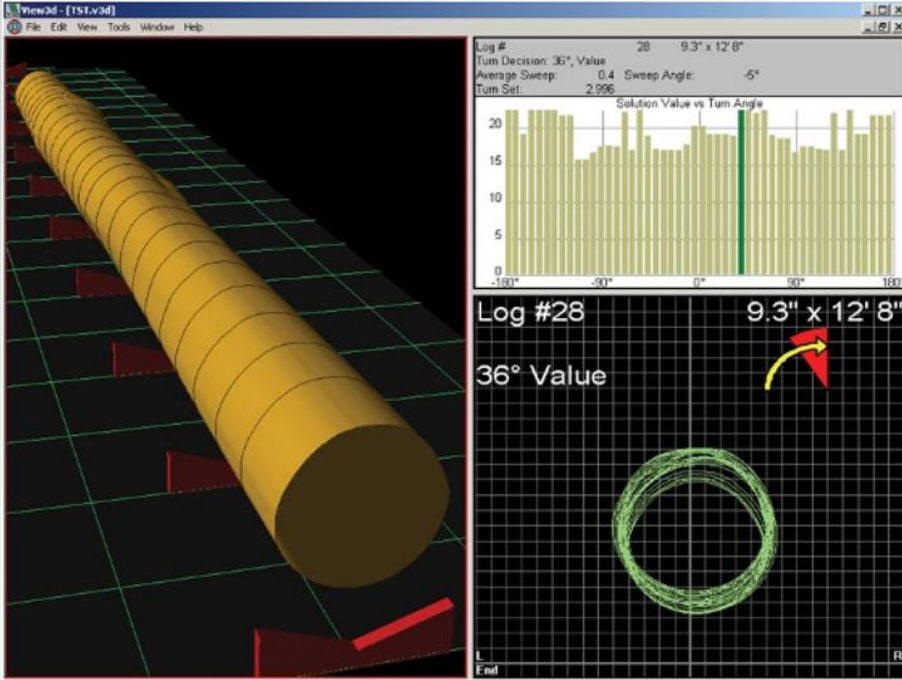 View3d - [TST.v3d]
File Edit View Tools Window Help
Log # 28 9.3" x 12' 8"
Turn Decision: 36°, Value
Average Sweep: 0.4 Sweep Angle: -5°
Turn Set: 2.996
Solution Value vs Turn Angle
20
15
10
5
0
-180° -90° 0° 90° 180°
Log #28 9.3" x 12' 8"
36° Value
L R
End